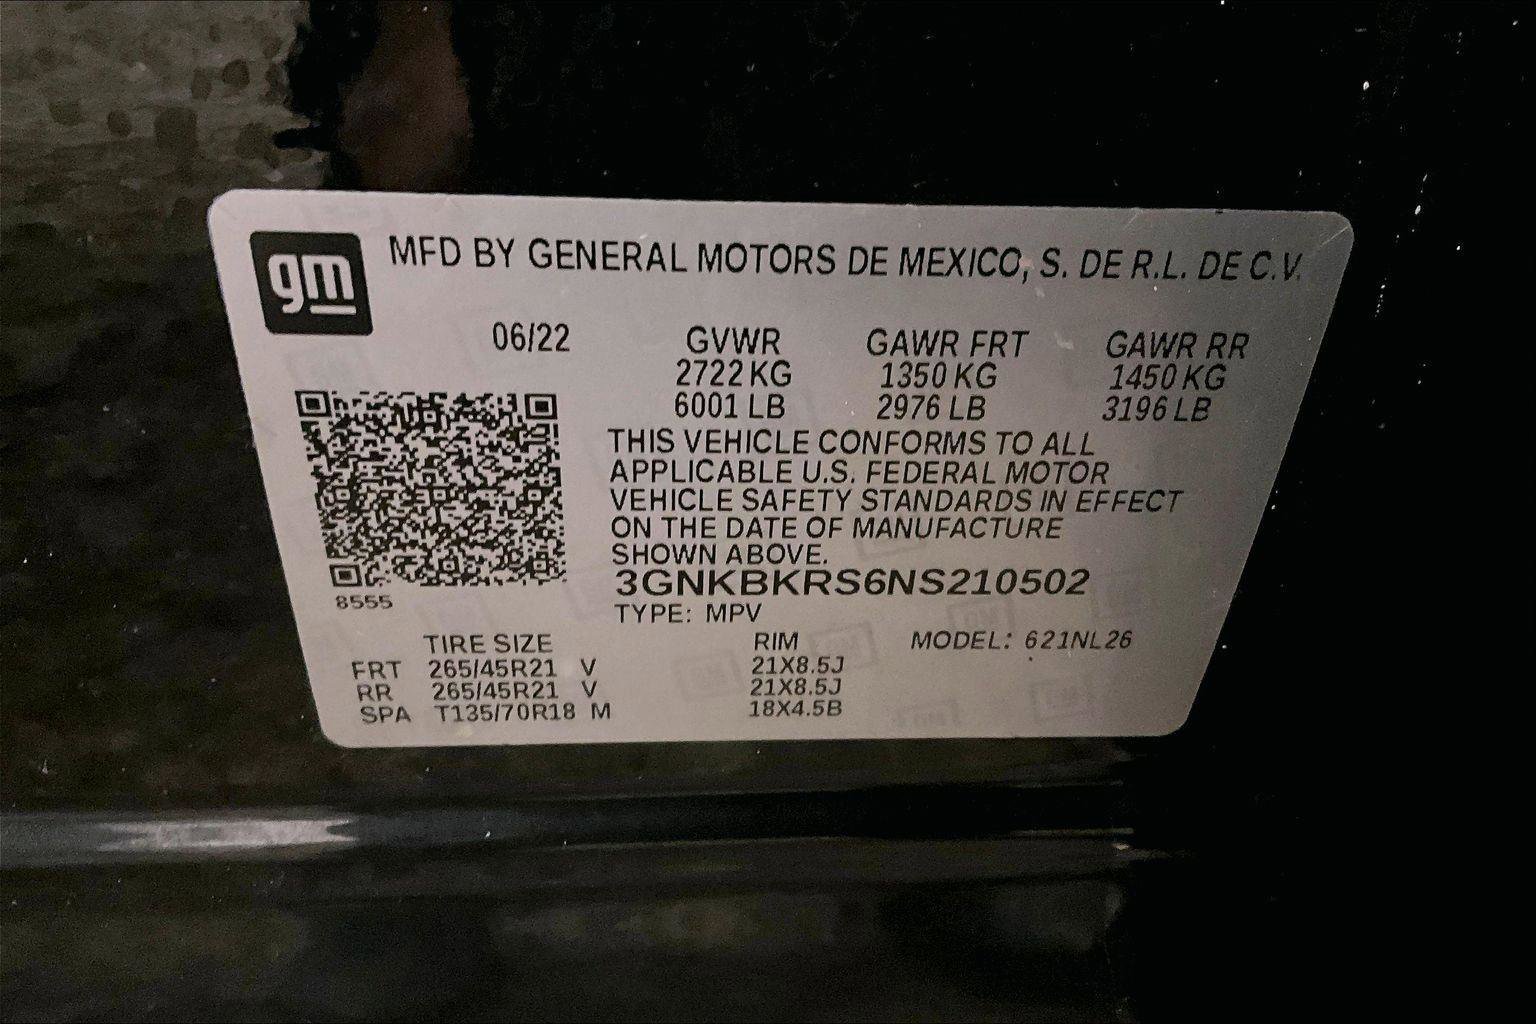 gm
MFD BY GENERAL MOTORS DE MEXICO, S. DE R.L. DE C.V.
06/22 GVWR GAWR FRT GAWR RR
2722 KG 1350 KG 1450 KG
6001 LB 2976 LB 3196 LB
THIS VEHICLE CONFORMS TO ALL
APPLICABLE U.S. FEDERAL MOTOR
VEHICLE SAFETY STANDARDS IN EFFECT
ON THE DATE OF MANUFACTURE
SHOWN ABOVE.
3GNKBKRS6NS210502
8555
TYPE: MPV
TIRE SIZE RIM MODEL: 621NL26
FRT 265/45R21 V 21X8.5J
RR 265/45R21 V 21X8.5J
SPA T135/70R18 M 18X4.5B